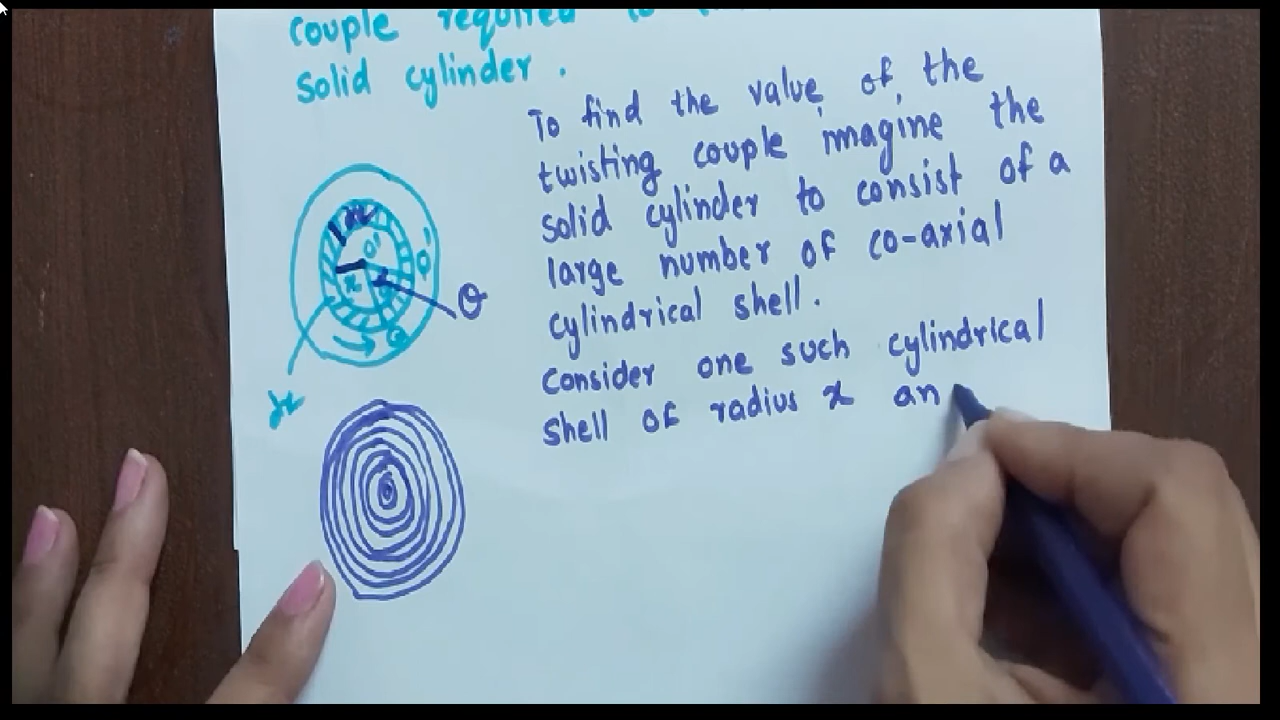 couple required to
solid cylinder.
To find the value of the
twisting couple imagine the
solid cylinder to consist of a
large number of co-axial
cylindrical shell.
Consider one such cylindrical
shell of radius x an
O'
x
θ